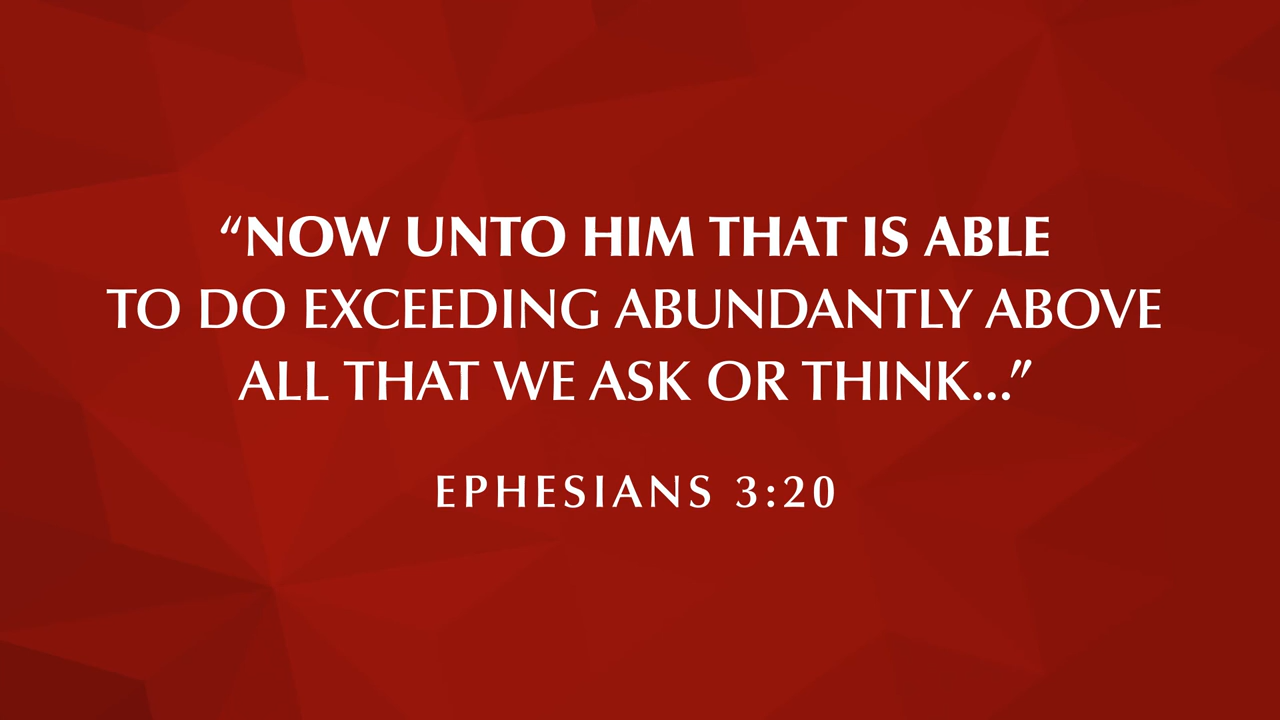 “NOW UNTO HIM THAT IS ABLE
TO DO EXCEEDING ABUNDANTLY ABOVE
ALL THAT WE ASK OR THINK...”
EPHESIANS 3:20